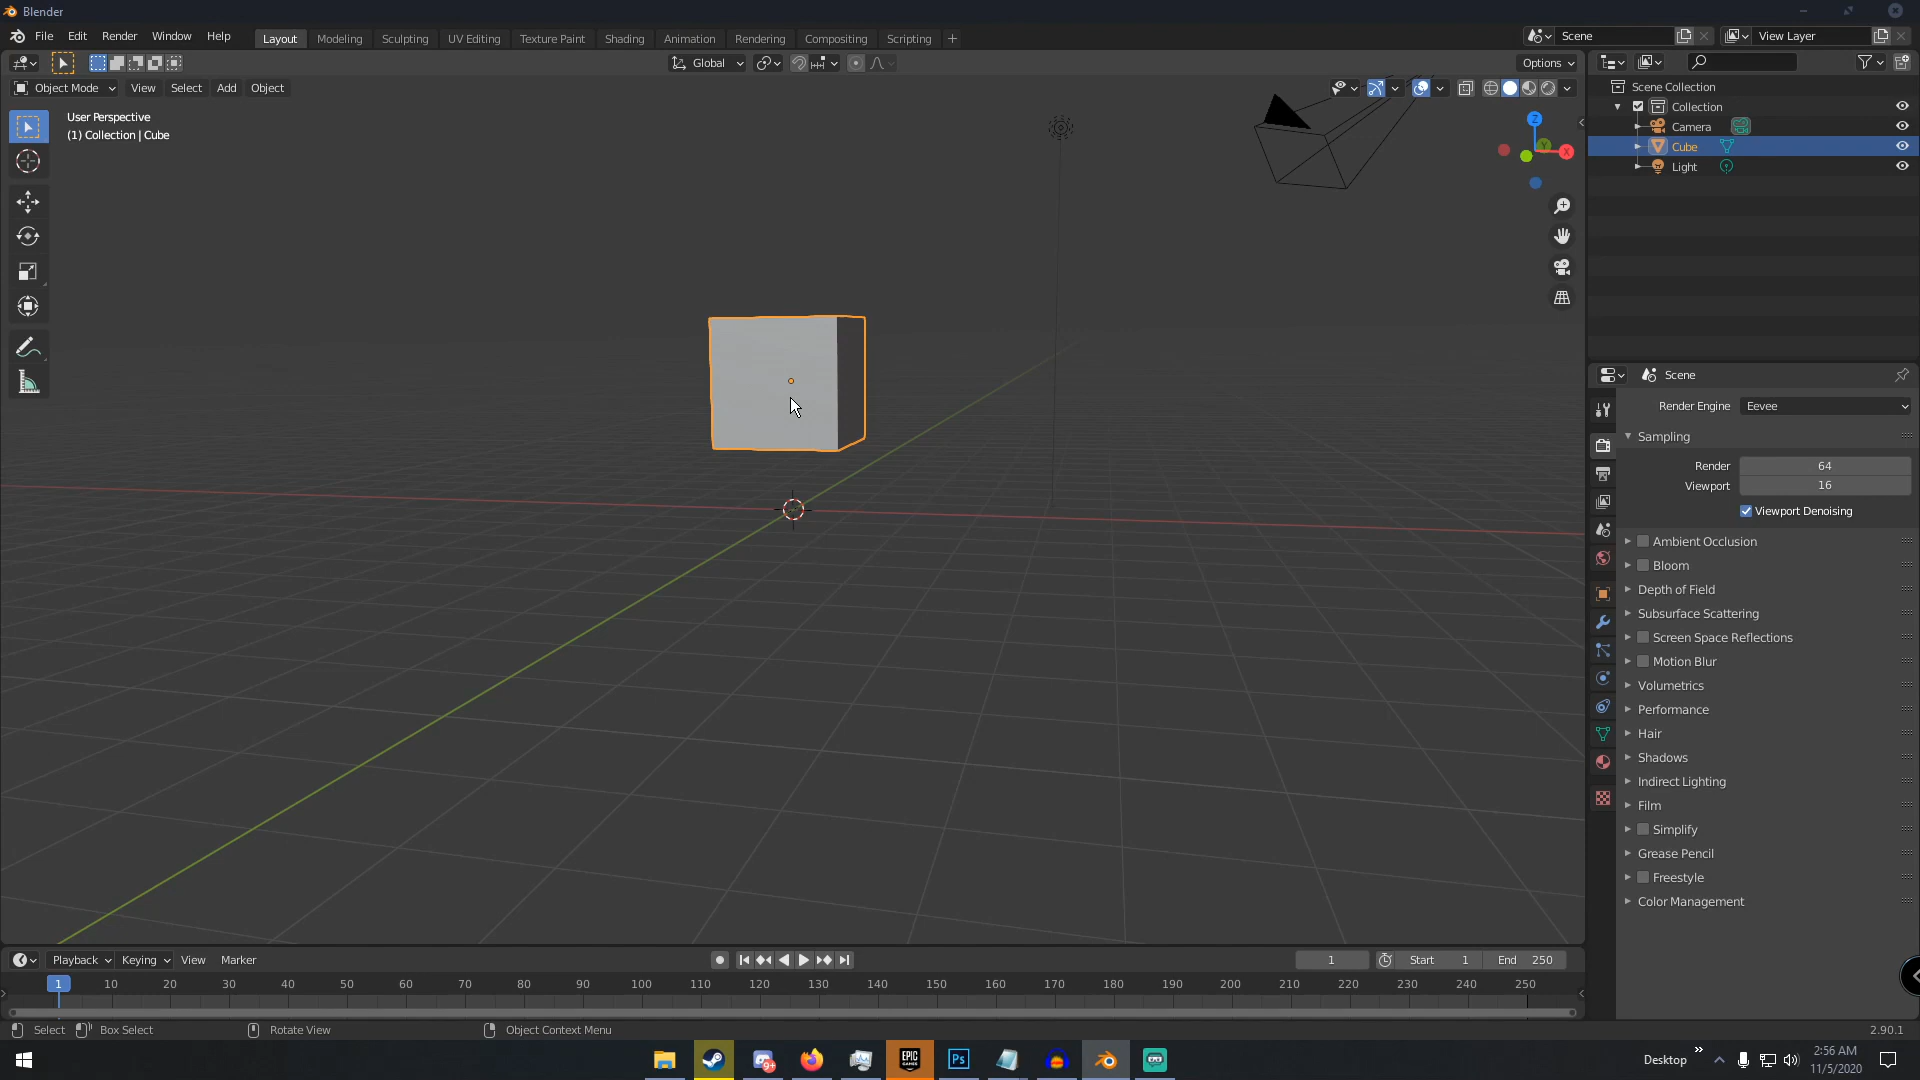 Blender
File Edit Render Window Help
Layout Modeling Sculpting UV Editing Texture Paint Shading Animation Rendering Compositing Scripting +
Scene
View Layer
Global
Options
Object Mode View Select Add Object
User Perspective
(1) Collection | Cube
Z
Y
X
Scene Collection
Collection
Camera
Cube
Light
Scene
Render Engine Eevee
Sampling
Render 64
Viewport 16
Viewport Denoising
Ambient Occlusion
Bloom
Depth of Field
Subsurface Scattering
Screen Space Reflections
Motion Blur
Volumetrics
Performance
Hair
Shadows
Indirect Lighting
Film
Simplify
Grease Pencil
Freestyle
Color Management
Playback Keying View Marker
1 Start 1 End 250
1 10 20 30 40 50 60 70 80 90 100 110 120 130 140 150 160 170 180 190 200 210 220 230 240 250
Select Box Select Rotate View Object Context Menu 2.90.1
EPIC GAMES
Ps
9+
Desktop
2:56 AM
11/5/2020